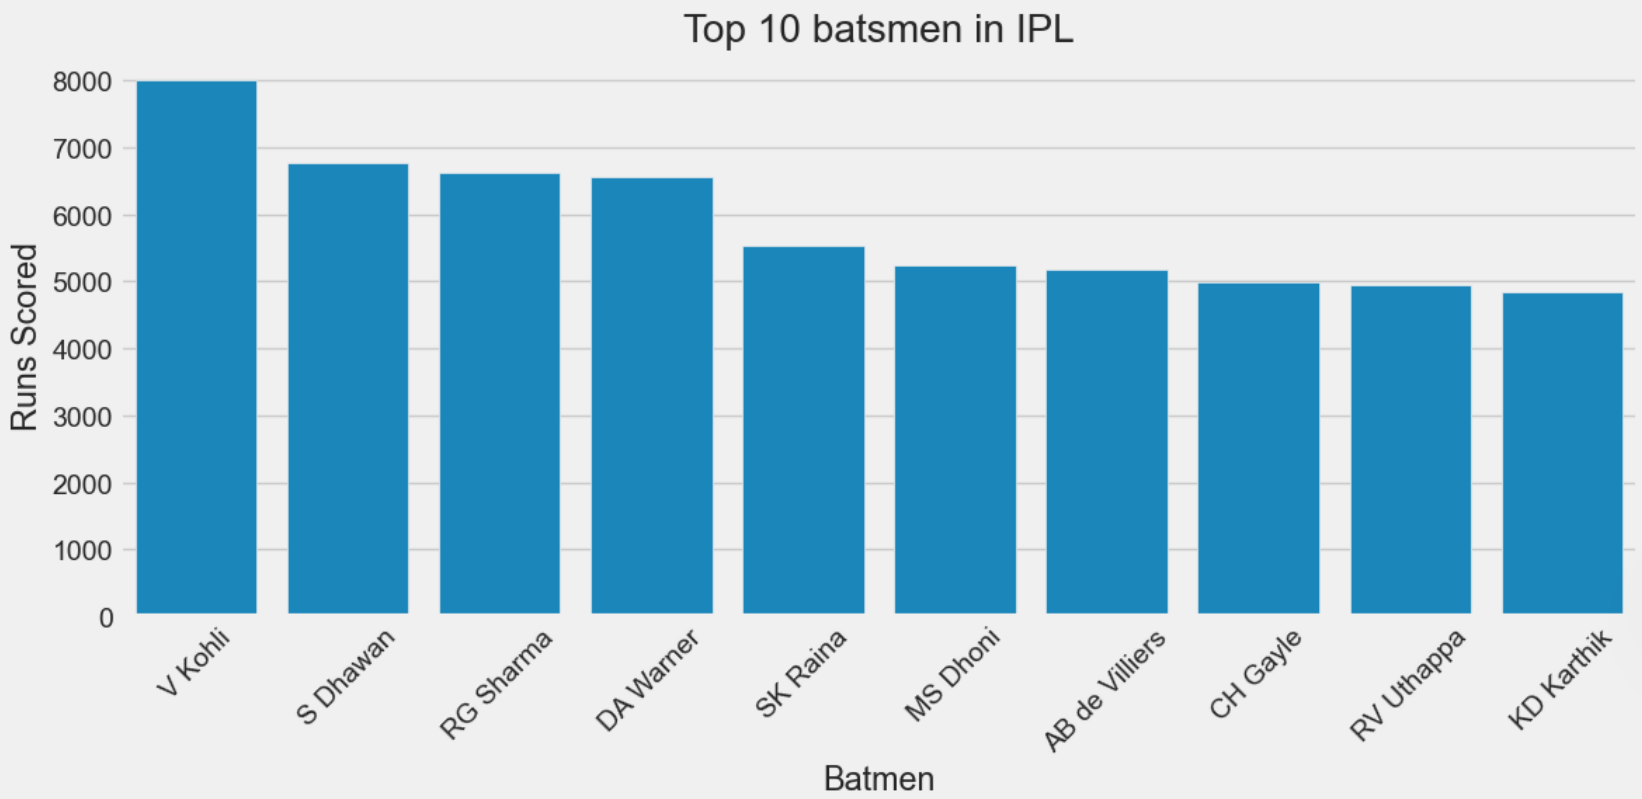 Top 10 batsmen in IPL
Runs Scored
8000
7000
6000
5000
4000
3000
2000
1000
0
V Kohli
S Dhawan
RG Sharma
DA Warner
SK Raina
MS Dhoni
AB de Villiers
CH Gayle
RV Uthappa
KD Karthik
Batmen